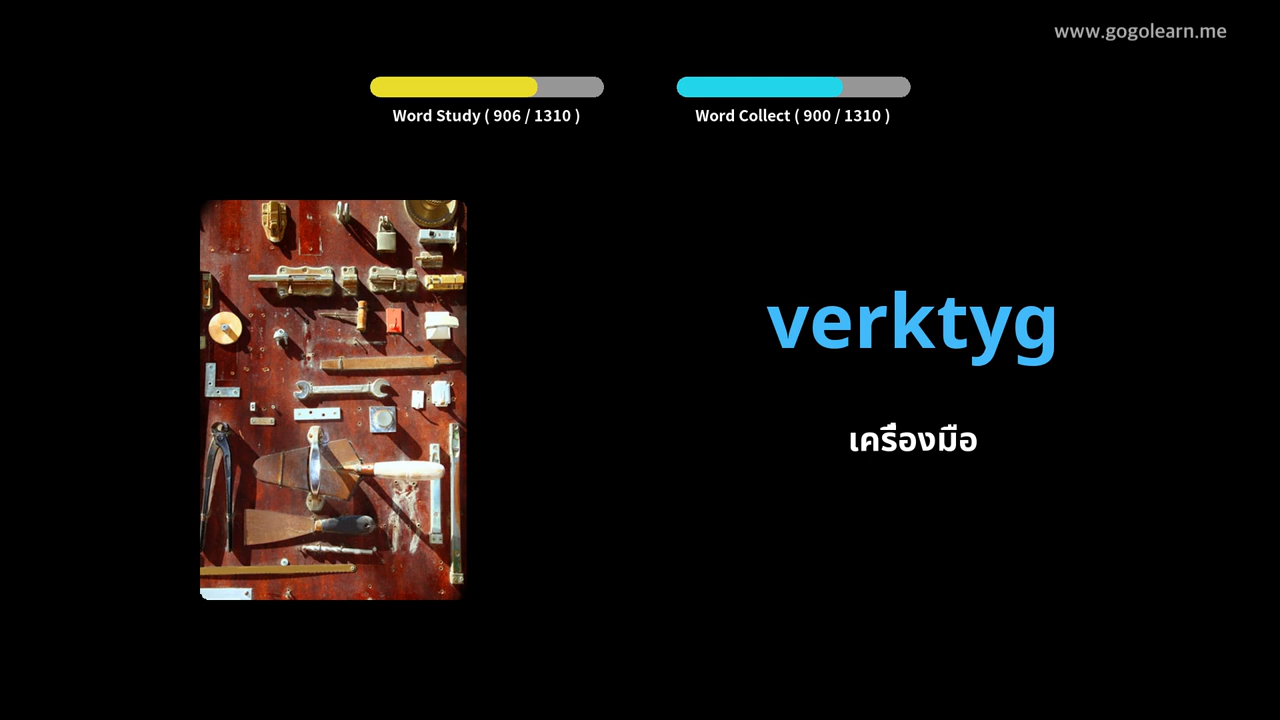 www.gogolearn.me
Word Study ( 906 / 1310 )
Word Collect ( 900 / 1310 )
verktyg
เครื่องมือ